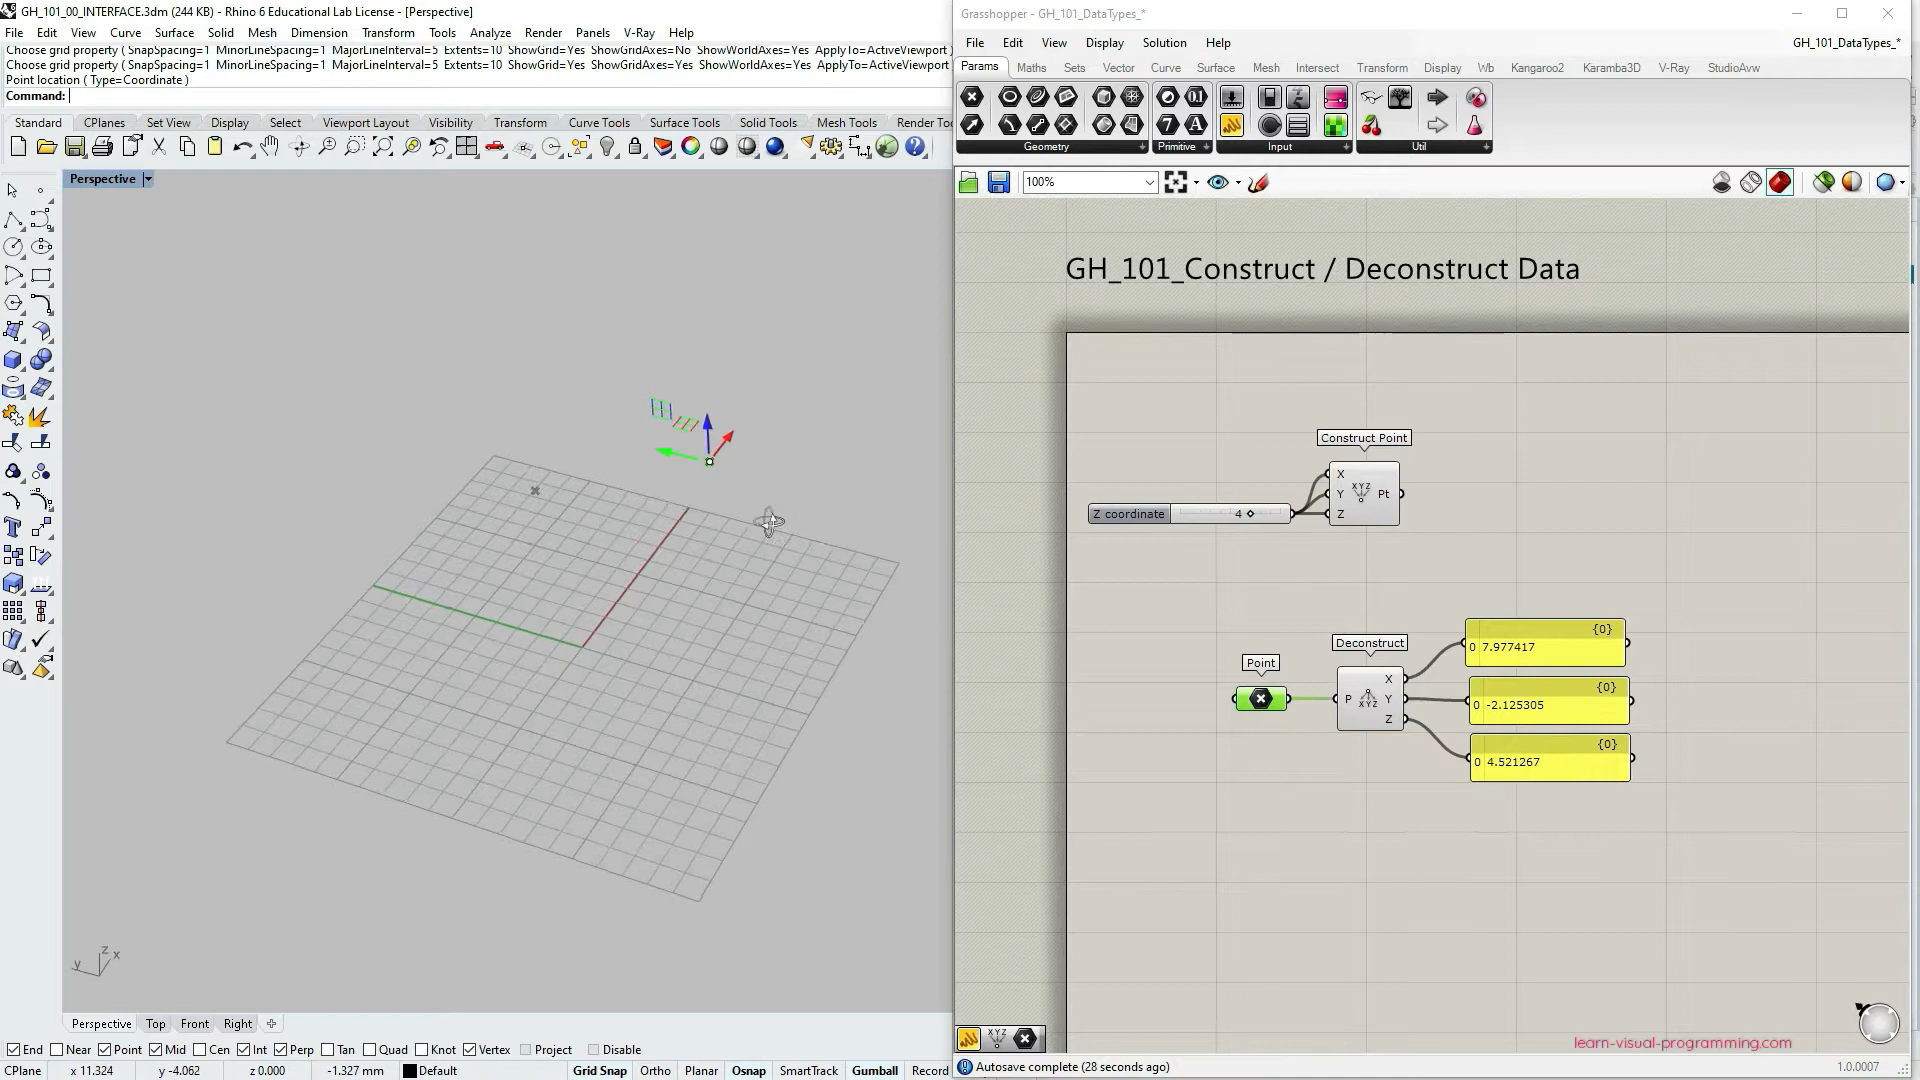 GH_101_00_INTERFACE.3dm (244 KB) - Rhino 6 Educational Lab License - [Perspective]
File Edit View Curve Surface Solid Mesh Dimension Transform Tools Analyze Render Panels V-Ray Help
Choose grid property ( SnapSpacing=1 MinorLineSpacing=1 MajorLineInterval=5 Extents=10 ShowGrid=Yes ShowGridAxes=No ShowWorldAxes=Yes ApplyTo=ActiveViewport )
Choose grid property ( SnapSpacing=1 MinorLineSpacing=1 MajorLineInterval=5 Extents=10 ShowGrid=Yes ShowGridAxes=Yes ShowWorldAxes=Yes ApplyTo=ActiveViewport
Point location ( Type=Coordinate )
Command:
Standard CPlanes Set View Display Select Viewport Layout Visibility Transform Curve Tools Surface Tools Solid Tools Mesh Tools Render To
Perspective
z
x
y
Perspective Top Front Right
End Near Point Mid Cen Int Perp Tan Quad Knot Vertex Project Disable
CPlane x 11.324 y -4.062 z 0.000 -1.327 mm Default Grid Snap Ortho Planar Osnap SmartTrack Gumball Record
Grasshopper - GH_101_DataTypes_*
File Edit View Display Solution Help
GH_101_DataTypes_*
Params Maths Sets Vector Curve Surface Mesh Intersect Transform Display Wb Kangaroo2 Karamba3D V-Ray StudioAvw
Geometry Primitive Input Util
100%
GH_101_Construct / Deconstruct Data
Construct Point
X
Y
Z
XYZ
Pt
Z coordinate 4
Point
Deconstruct
P
XYZ
X
Y
Z
{0}
0 7.977417
{0}
0 -2.125305
{0}
0 4.521267
XYZ
learn-visual-programming.com
Autosave complete (28 seconds ago)
1.0.0007